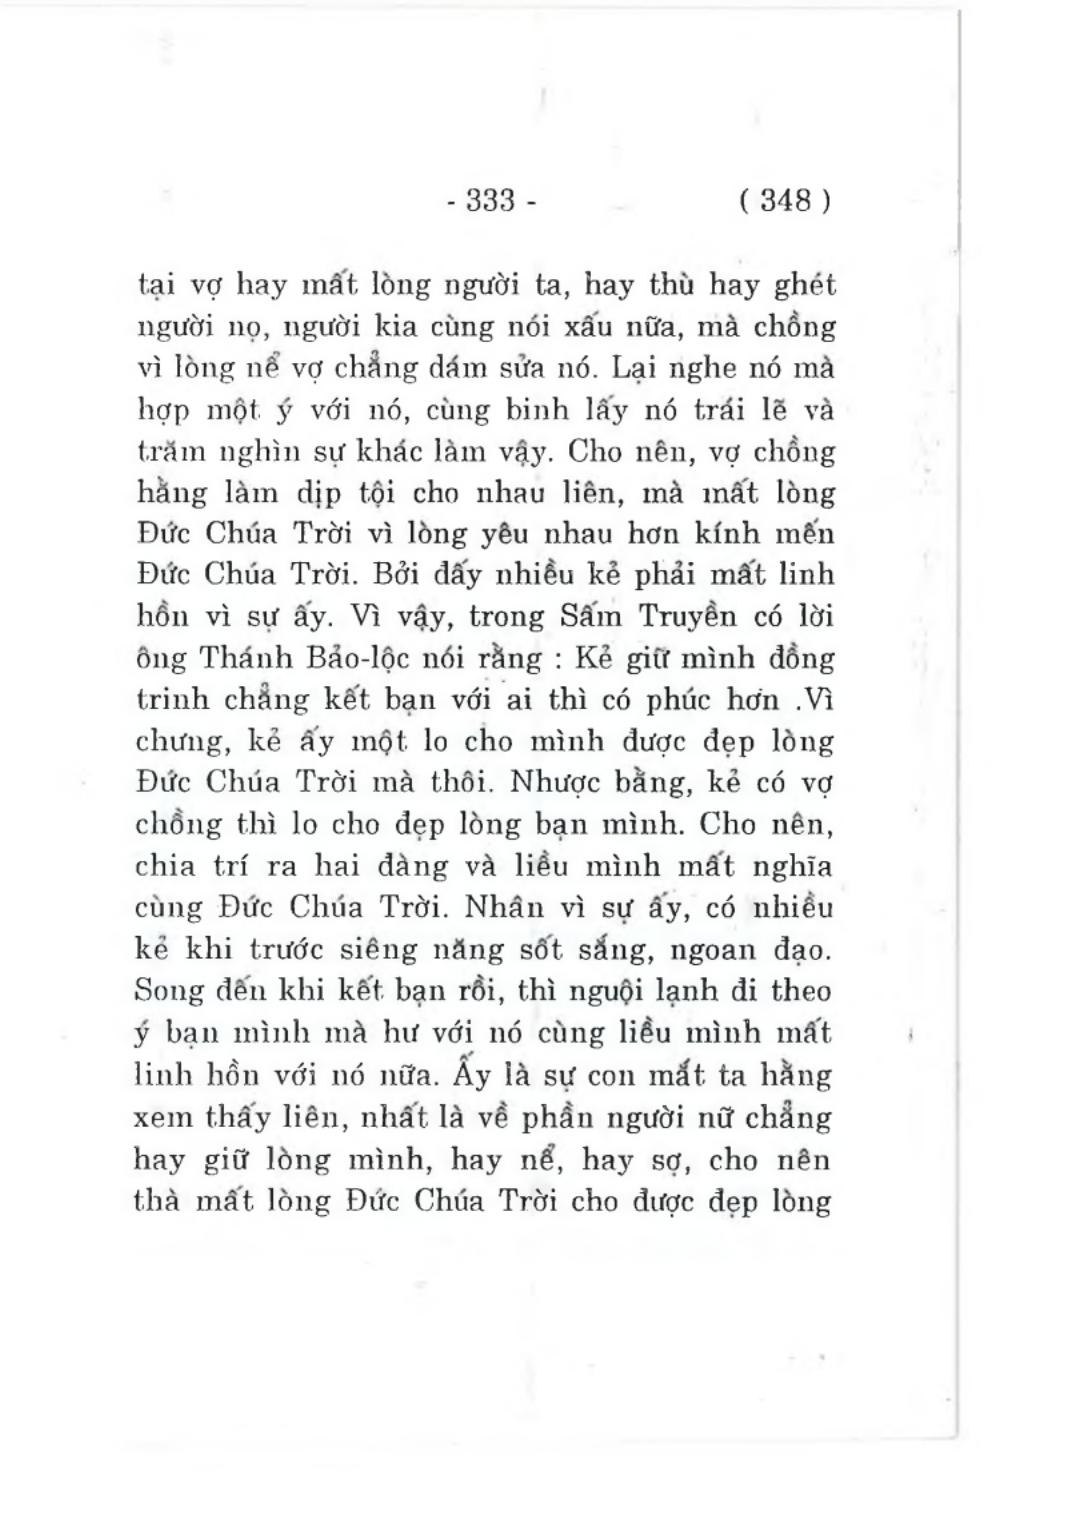 - 333 - ( 348 )
tại vợ hay mất lòng người ta, hay thù hay ghét
người nọ, người kia cùng nói xấu nữa, mà chồng
vì lòng nể vợ chẳng dám sửa nó. Lại nghe nó mà
hợp một ý với nó, cùng binh lấy nó trái lẽ và
trăm nghìn sự khác làm vậy. Cho nên, vợ chồng
hằng làm dịp tội cho nhau liên, mà mất lòng
Đức Chúa Trời vì lòng yêu nhau hơn kính mến
Đức Chúa Trời. Bởi đấy nhiều kẻ phải mất linh
hồn vì sự ấy. Vì vậy, trong Sấm Truyền có lời
ông Thánh Bảo-lộc nói rằng : Kẻ giữ mình đồng
trinh chẳng kết bạn với ai thì có phúc hơn .Vì
chưng, kẻ ấy một lo cho mình được đẹp lòng
Đức Chúa Trời mà thôi. Nhược bằng, kẻ có vợ
chồng thì lo cho đẹp lòng bạn mình. Cho nên,
chia trí ra hai đàng và liều mình mất nghĩa
cùng Đức Chúa Trời. Nhân vì sự ấy, có nhiều
kẻ khi trước siêng năng sốt sắng, ngoan đạo.
Song đến khi kết bạn rồi, thì nguội lạnh đi theo
ý bạn mình mà hư với nó cùng liều mình mất
linh hồn với nó nữa. Ấy là sự con mắt ta hằng
xem thấy liên, nhất là về phần người nữ chẳng
hay giữ lòng mình, hay nể, hay sợ, cho nên
thà mất lòng Đức Chúa Trời cho được đẹp lòng